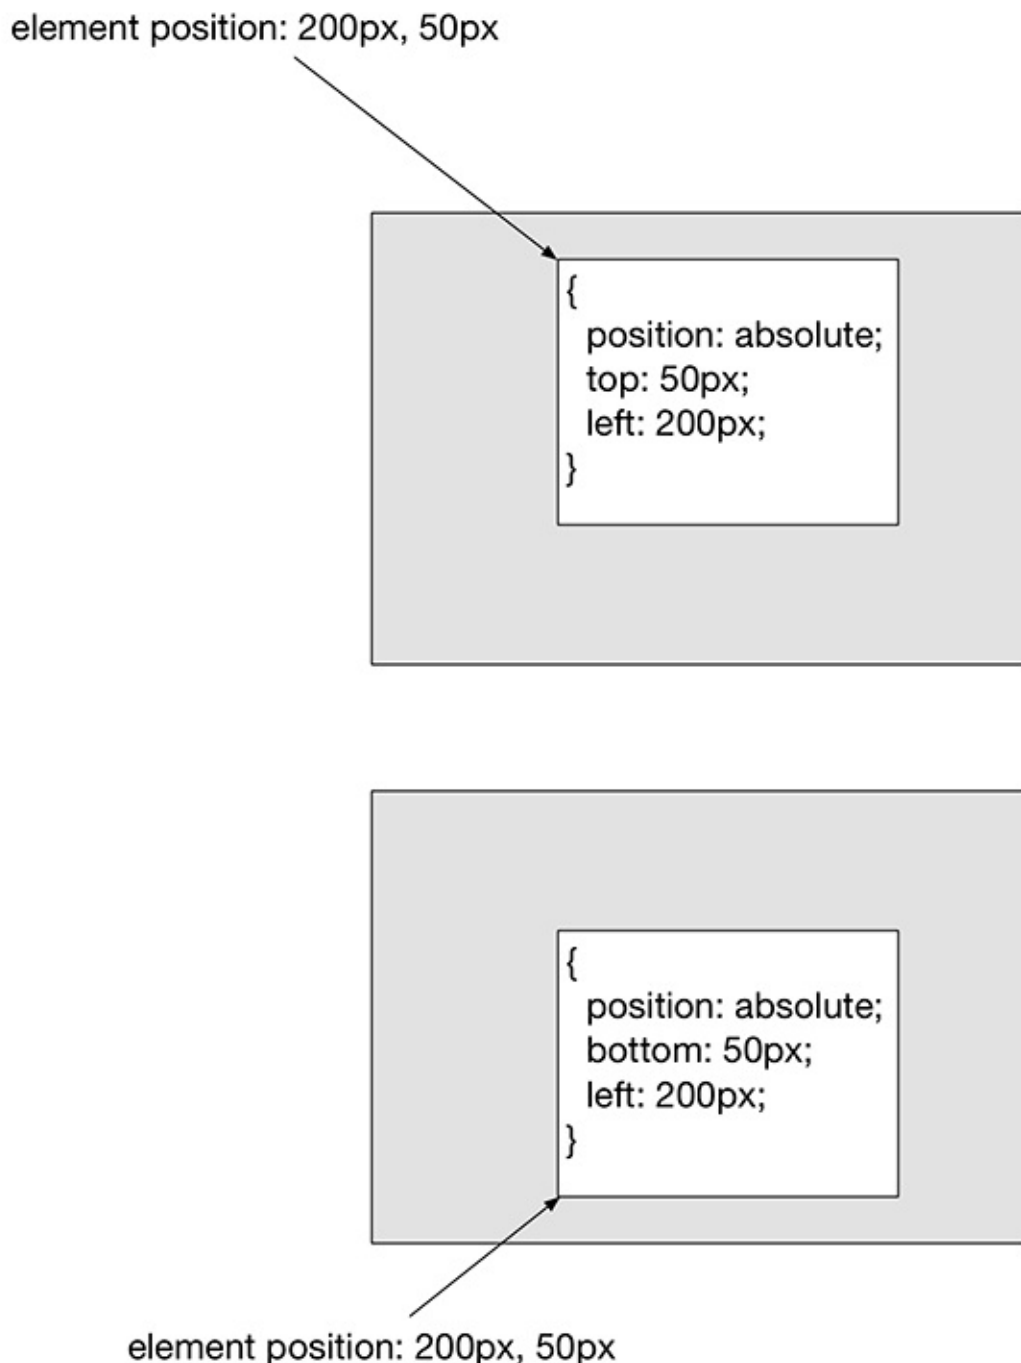 element position: 200px, 50px
{
position: absolute;
top: 50px;
left: 200px;
}
{
position: absolute;
bottom: 50px;
left: 200px;
}
element position: 200px, 50px